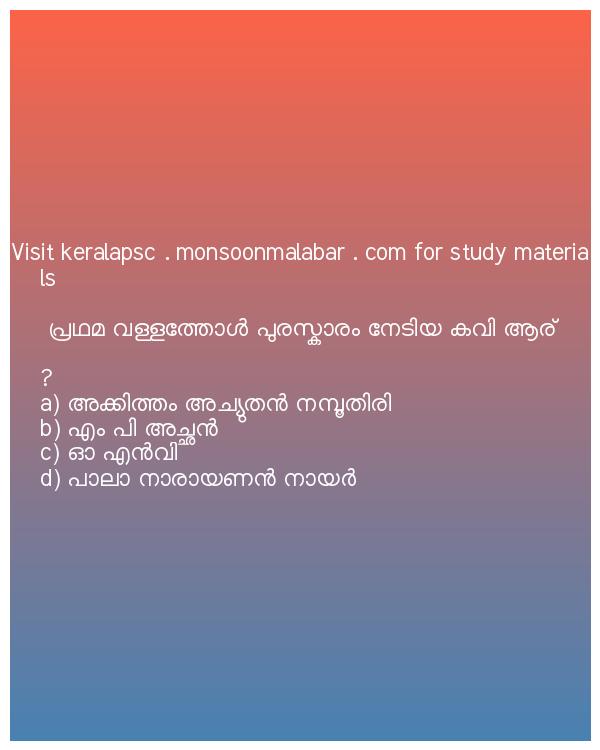 Visit keralapsc . monsoonmalabar . com for study materia
ls
പ്രഥമ വള്ളത്തോൾ പുരസ്കാരം നേടിയ കവി ആര്
?
a) അക്കിത്തം അച്യുതൻ നമ്പൂതിരി
b) എം പി അച്ഛൻ
c) ഓ എൻവി
d) പാലാ നാരായണൻ നായർ